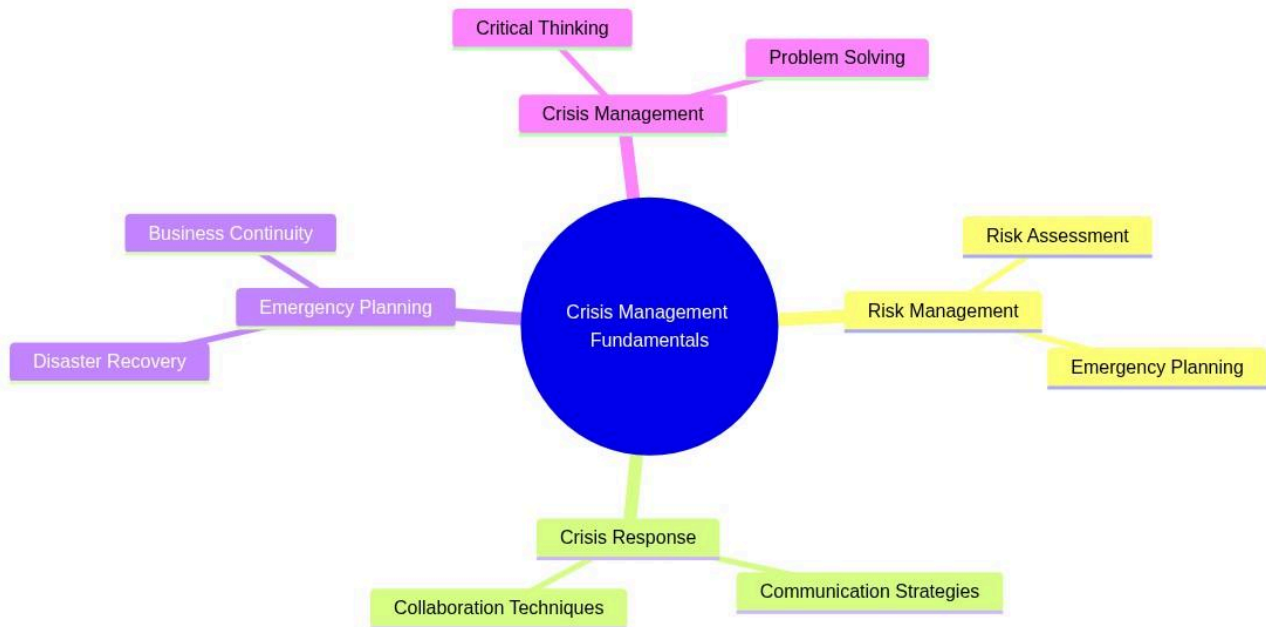 Critical Thinking
Problem Solving
Crisis Management
Business Continuity
Risk Assessment
Emergency Planning
Crisis Management
Fundamentals
Risk Management
Disaster Recovery
Emergency Planning
Crisis Response
Communication Strategies
Collaboration Techniques